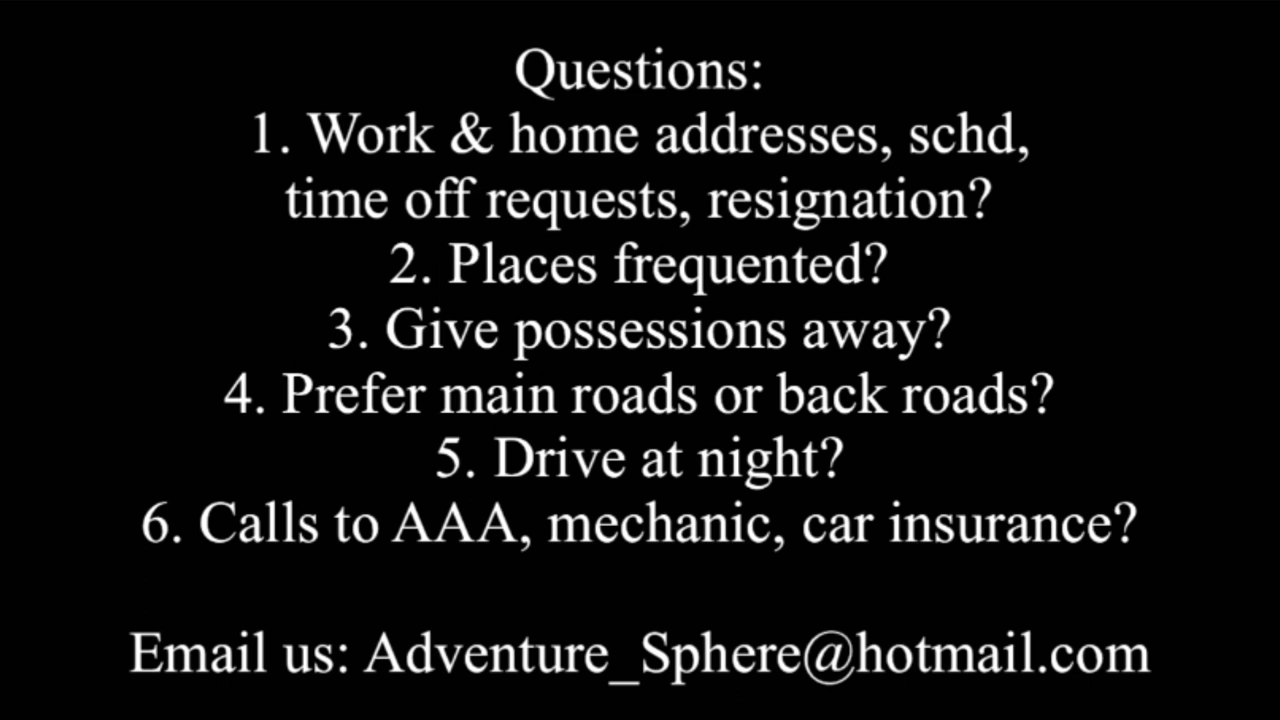 Questions:
1. Work & home addresses, schd,
time off requests, resignation?
2. Places frequented?
3. Give possessions away?
4. Prefer main roads or back roads?
5. Drive at night?
6. Calls to AAA, mechanic, car insurance?
Email us: Adventure_Sphere@hotmail.com